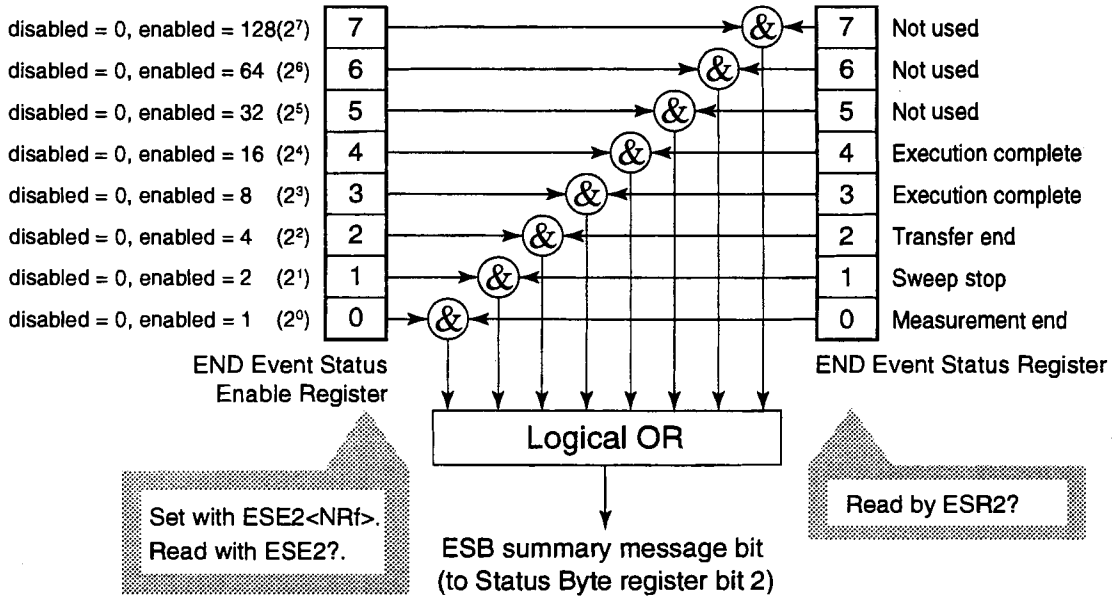 disabled = 0, enabled = 128(2⁷) 7 & 7 Not used
disabled = 0, enabled = 64 (2⁶) 6 & 6 Not used
disabled = 0, enabled = 32 (2⁵) 5 & 5 Not used
disabled = 0, enabled = 16 (2⁴) 4 & 4 Execution complete
disabled = 0, enabled = 8 (2³) 3 & 3 Execution complete
disabled = 0, enabled = 4 (2²) 2 & 2 Transfer end
disabled = 0, enabled = 2 (2¹) 1 & 1 Sweep stop
disabled = 0, enabled = 1 (2⁰) 0 & 0 Measurement end
END Event Status
Enable Register
END Event Status Register
Logical OR
Set with ESE2<NRf>.
Read with ESE2?.
Read by ESR2?
ESB summary message bit
(to Status Byte register bit 2)